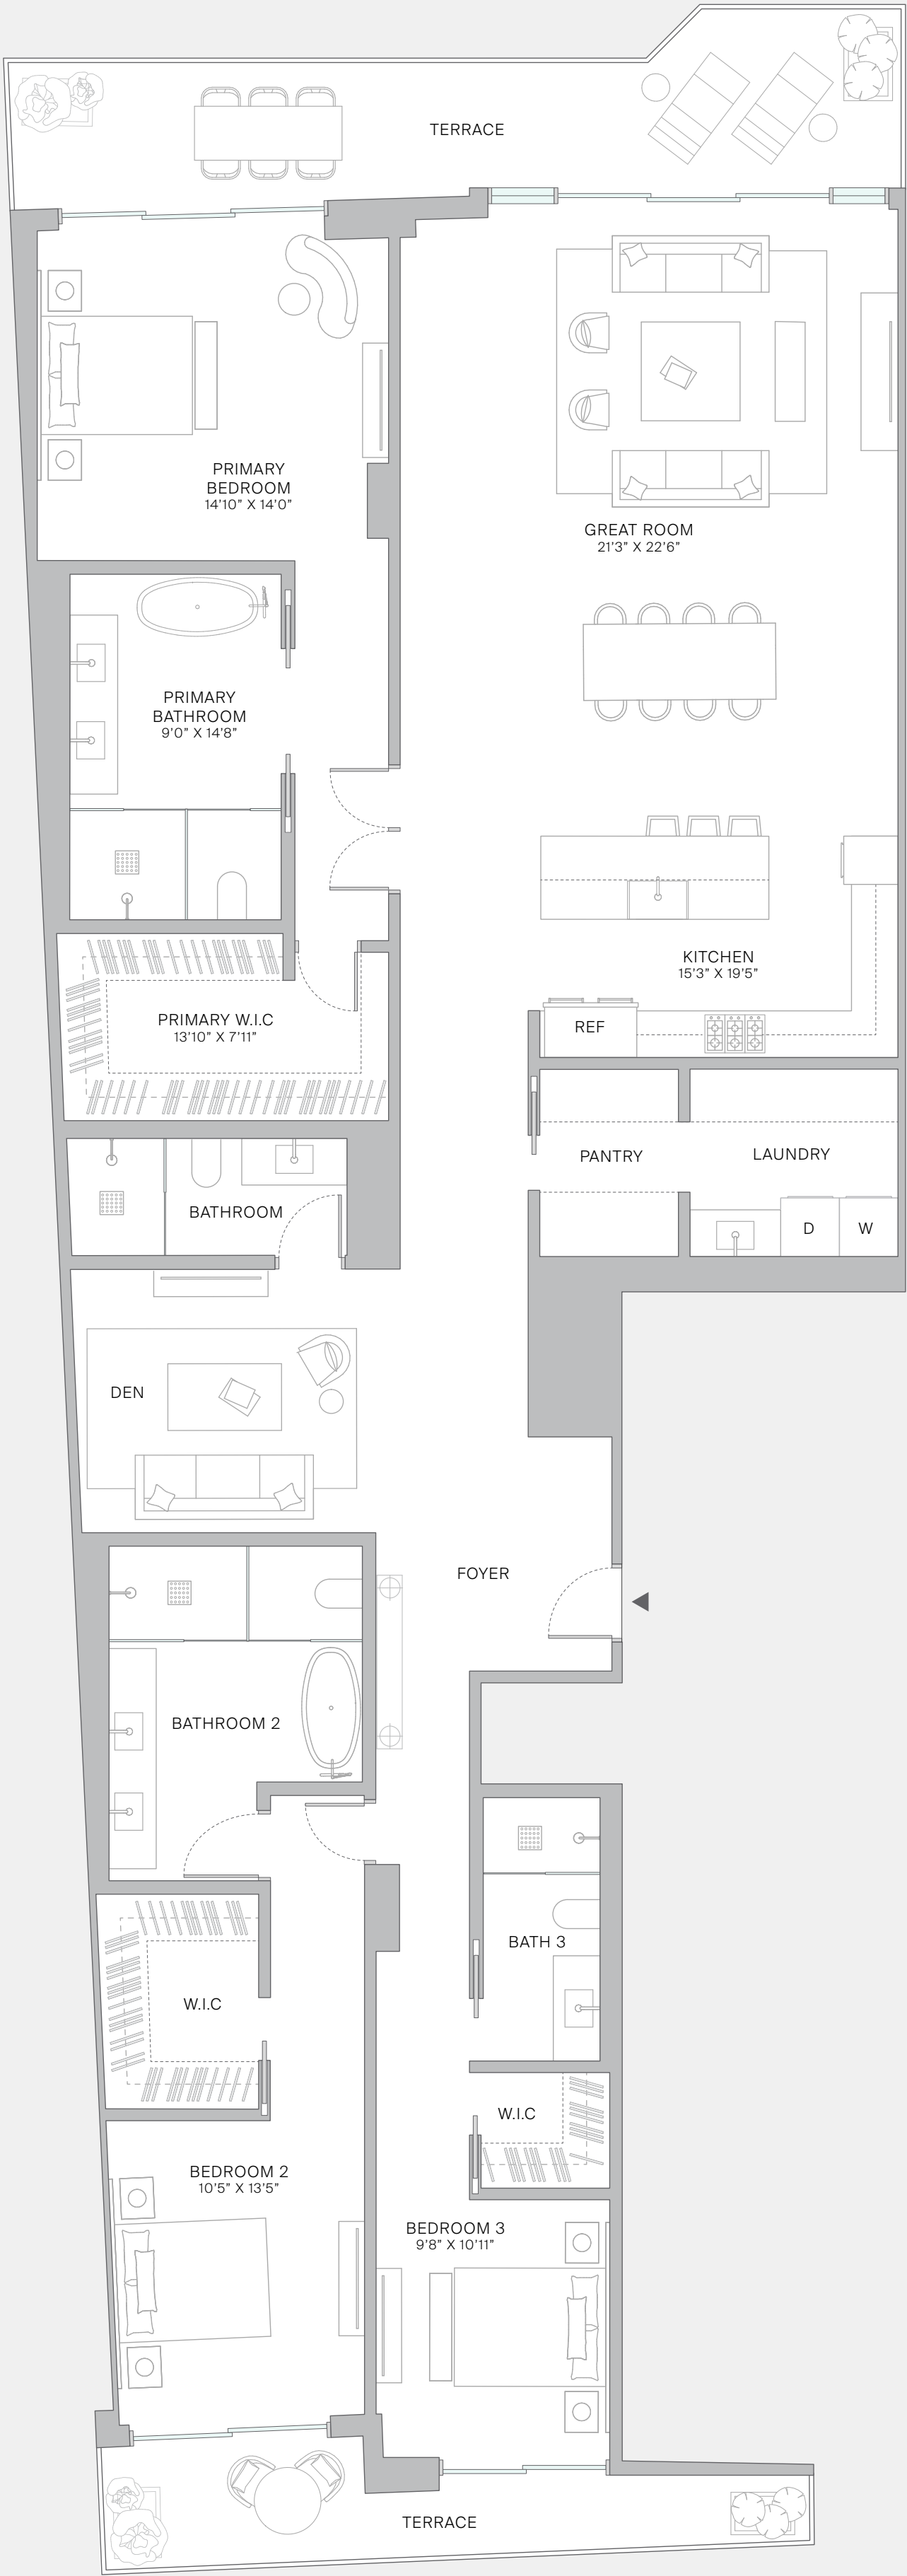 TERRACE
PRIMARY
BEDROOM
14'10" X 14'0"
GREAT ROOM
21'3" X 22'6"
PRIMARY
BATHROOM
9'0" X 14'8"
KITCHEN
15'3" X 19'5"
REF
PRIMARY W.I.C
13'10" X 7'11"
PANTRY
LAUNDRY
BATHROOM
D
W
DEN
FOYER
BATHROOM 2
BATH 3
W.I.C
W.I.C
BEDROOM 2
10'5" X 13'5"
BEDROOM 3
9'8" X 10'11"
TERRACE